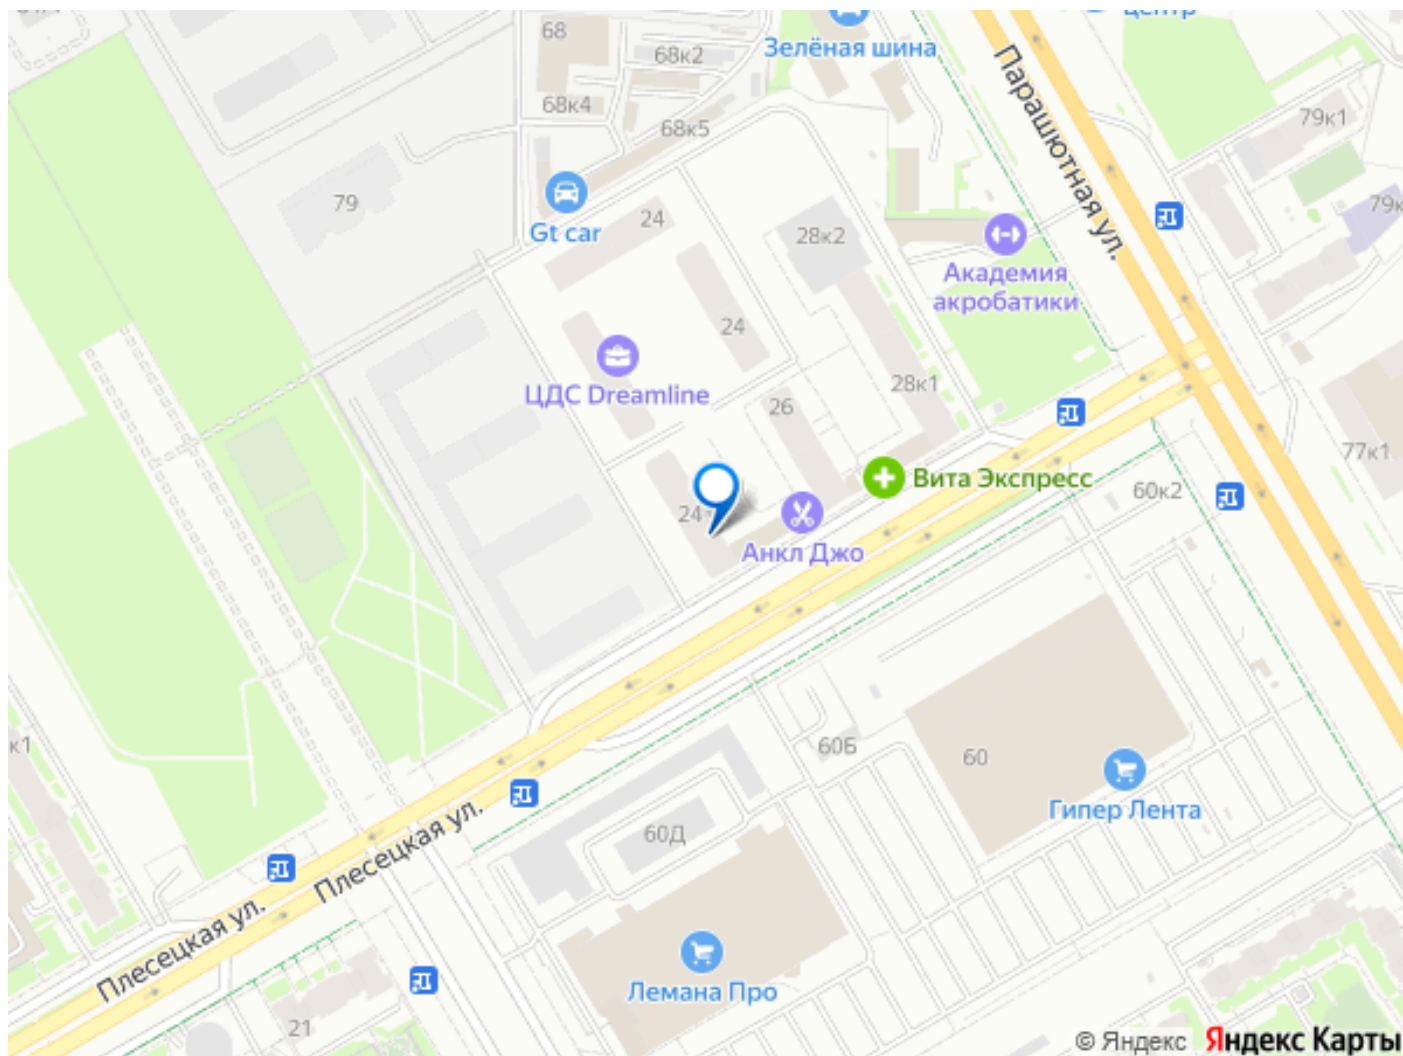 центр
68
68к2
Зелёная шина
68к4
68к5
79к1
Парашютная ул.
79
Gt car
24
28к2
79к
Академия
акробатики
24
ЦДС Dreamline
28к1
26
77к1
Вита Экспресс
60к2
24
Анкл Джо
к1
60Б
60
Гипер Лента
60Д
Плесецкая ул.
Плесецкая ул.
Лемана Про
21
© Яндекс Яндекс Карты